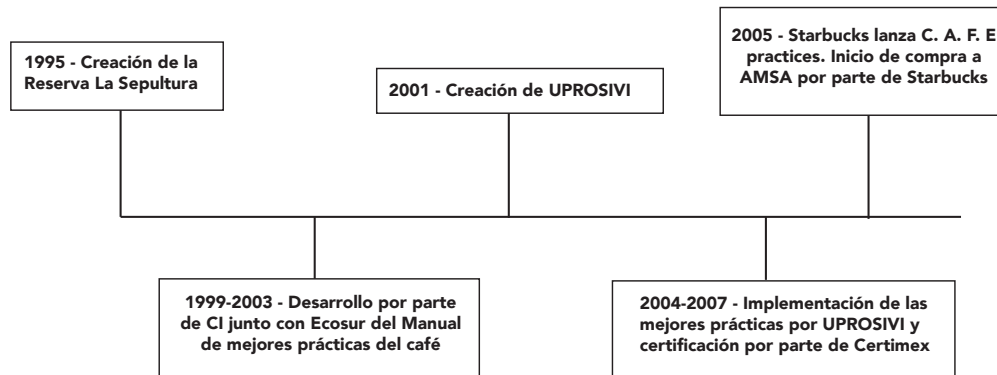 1995 - Creación de la
Reserva La Sepultura
2001 - Creación de UPROSIVI
2005 - Starbucks lanza C. A. F. E
practices. Inicio de compra a
AMSA por parte de Starbucks
1999-2003 - Desarrollo por parte
de CI junto con Ecosur del Manual
de mejores prácticas del café
2004-2007 - Implementación de las
mejores prácticas por UPROSIVI y
certificación por parte de Certimex